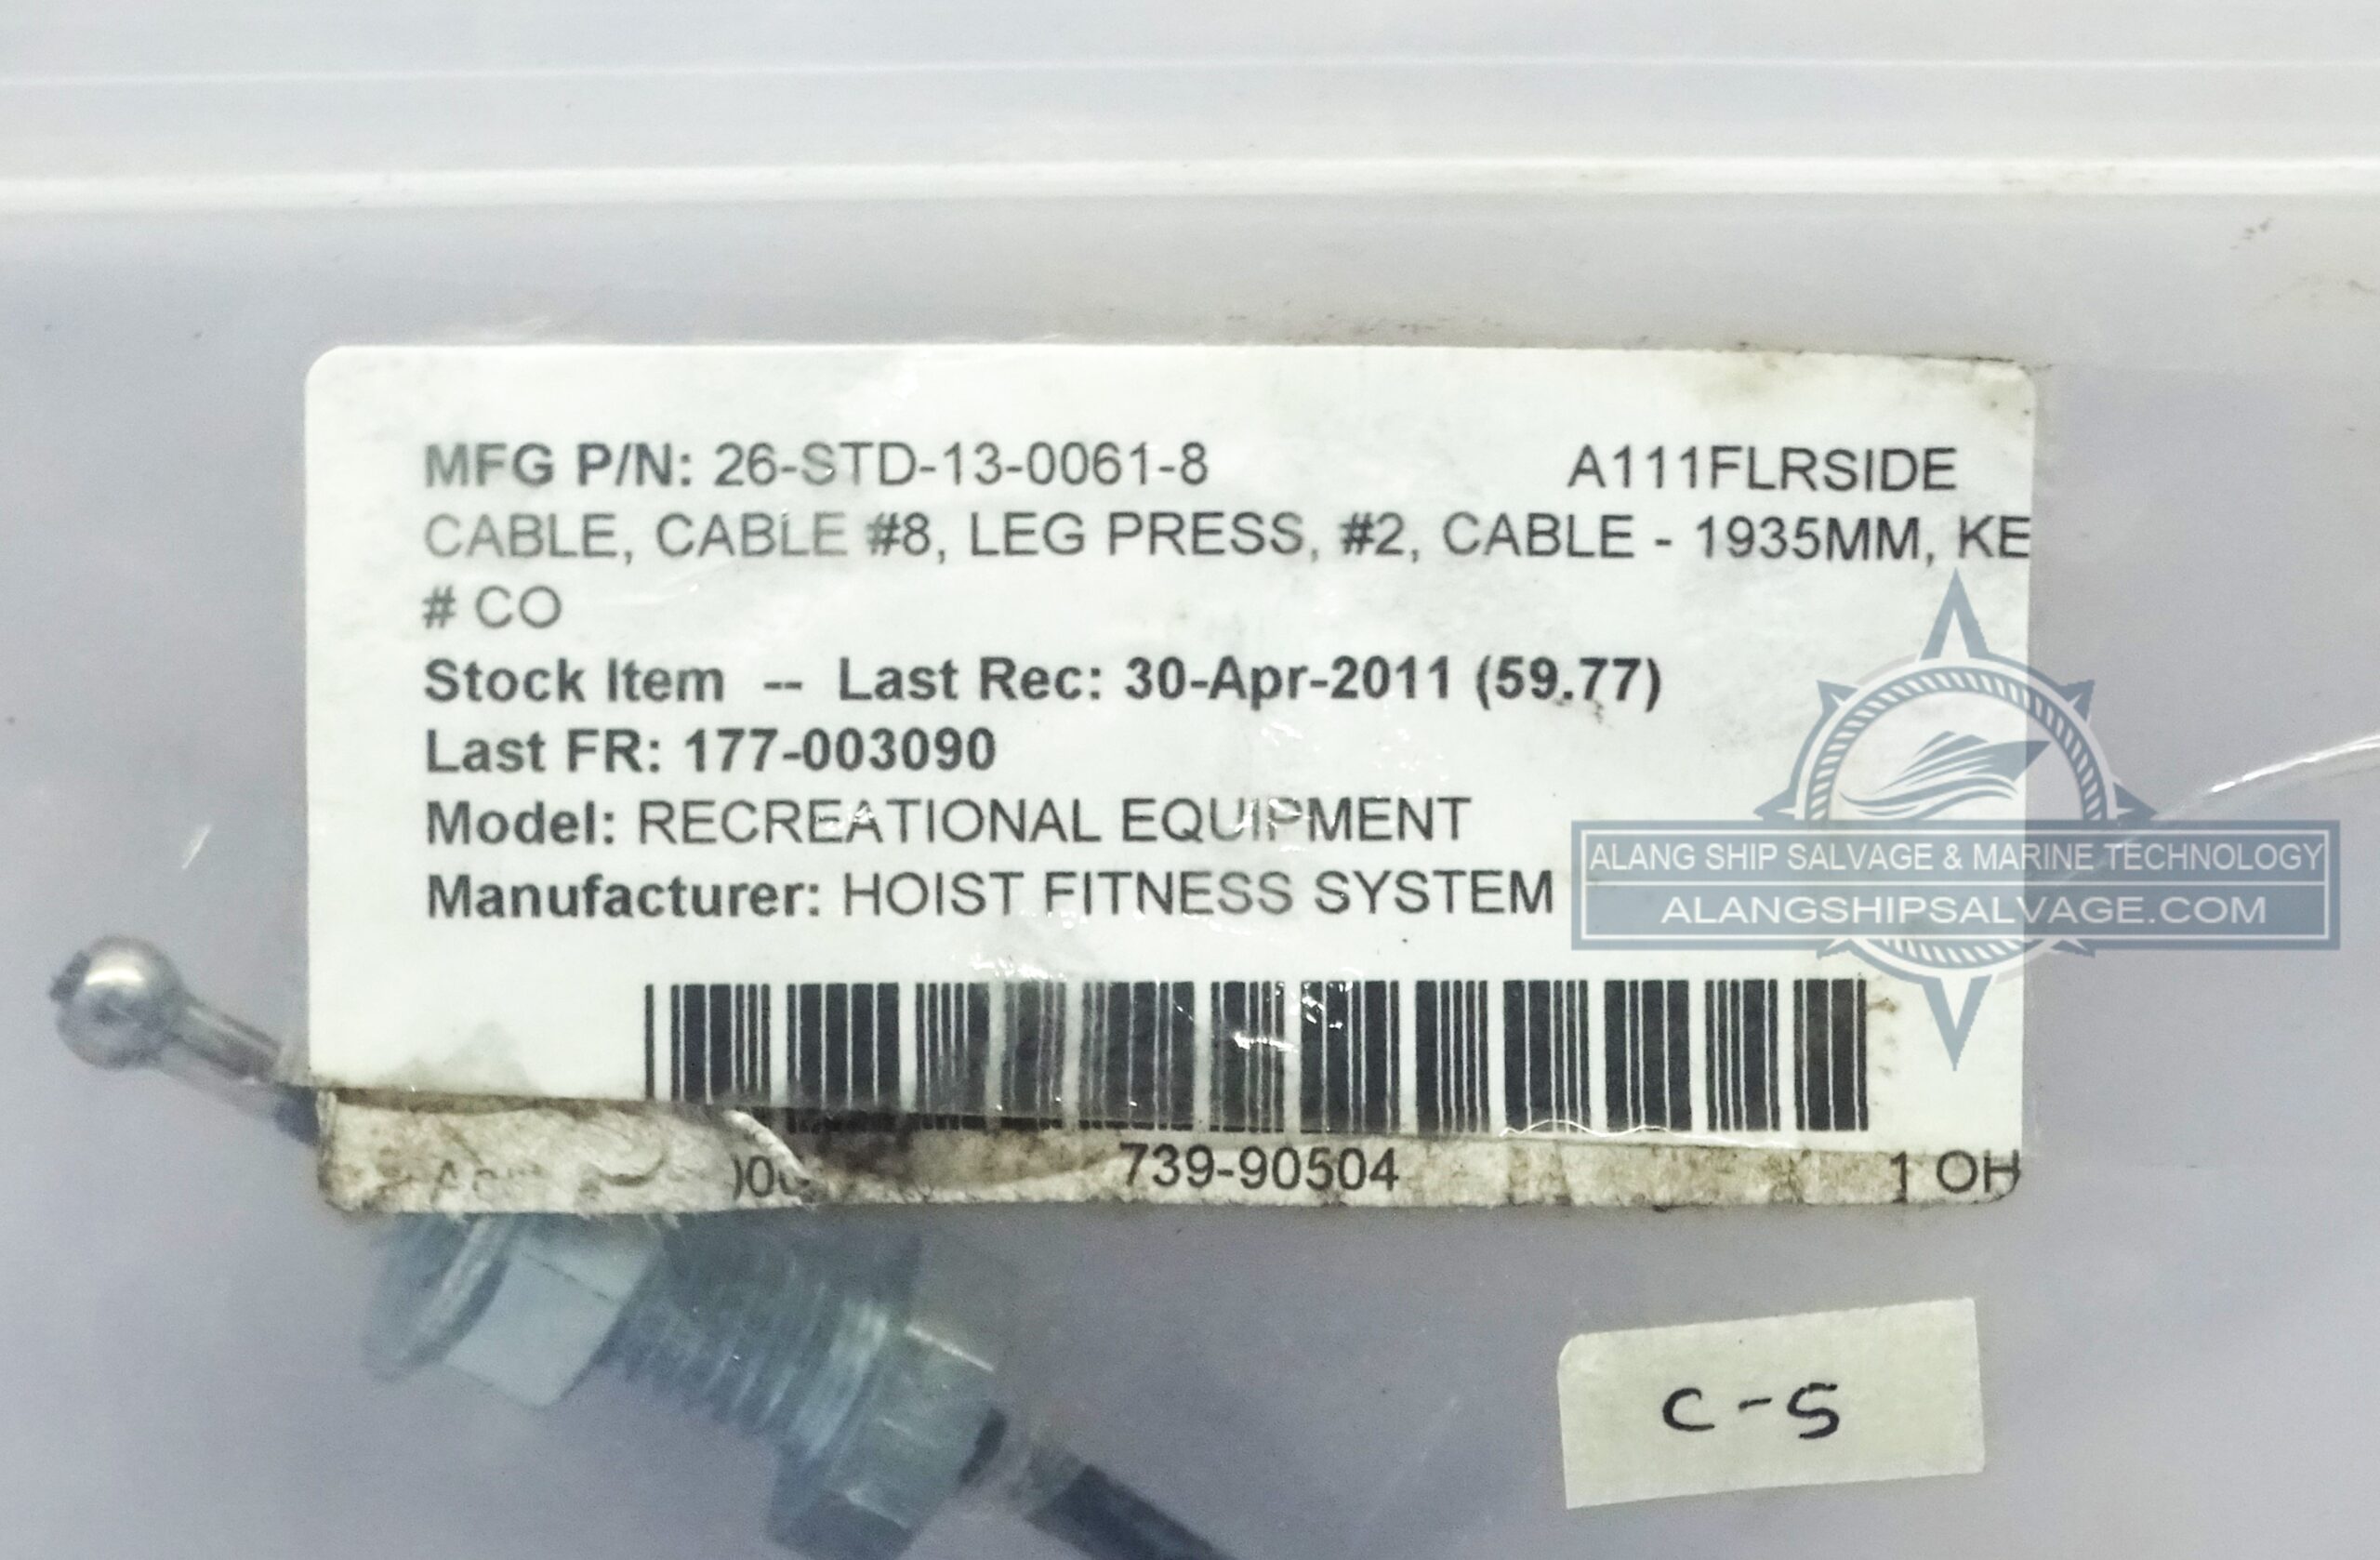 MFG P/N: 26-STD-13-0061-8 A111FLRSIDE
CABLE, CABLE #8, LEG PRESS, #2, CABLE - 1935MM, KE
# CO
Stock Item -- Last Rec: 30-Apr-2011 (59.77)
Last FR: 177-003090
Model: RECREATIONAL EQUIPMENT
Manufacturer: HOIST FITNESS SYSTEM
ALANG SHIP SALVAGE & MARINE TECHNOLOGY
ALANGSHIPSALVAGE.COM
739-90504 1 OH
C-5